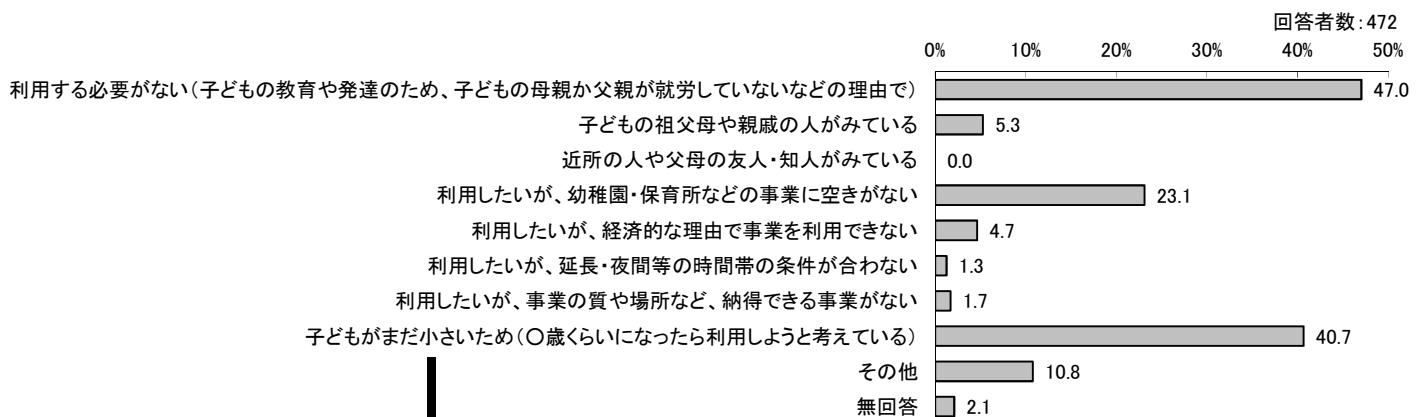 回答者数：472
0% 10% 20% 30% 40% 50%
利用する必要がない（子どもの教育や発達のため、子どもの母親か父親が就労していないなどの理由で） 47.0
子どもの祖父母や親戚の人がみている 5.3
近所の人や父母の友人・知人がみている 0.0
利用したいが、幼稚園・保育所などの事業に空きがない 23.1
利用したいが、経済的な理由で事業を利用できない 4.7
利用したいが、延長・夜間等の時間帯の条件が合わない 1.3
利用したいが、事業の質や場所など、納得できる事業がない 1.7
子どもがまだ小さいため（〇歳くらいになったら利用しようと考えている） 40.7
その他 10.8
無回答 2.1